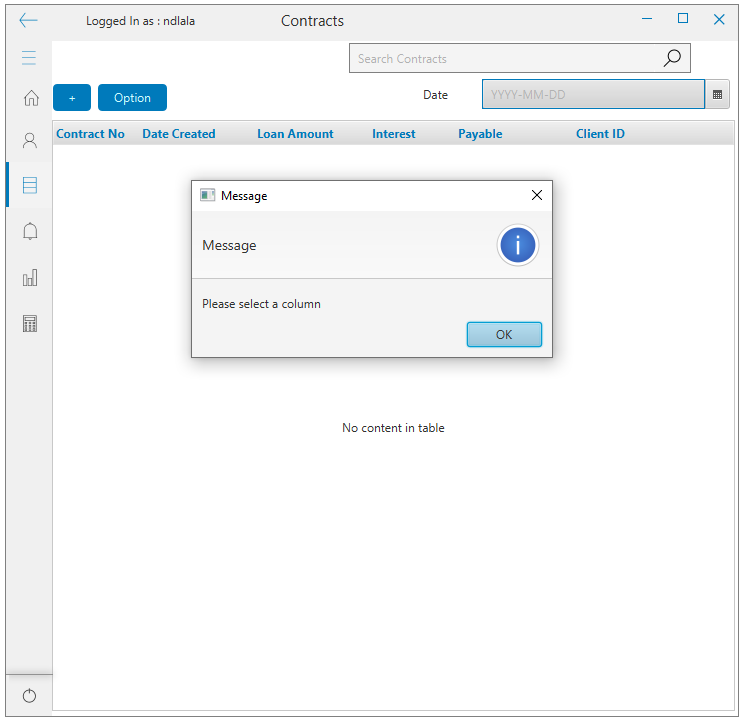 Logged In as : ndlala
Contracts
Search Contracts
+
Option
Date
YYYY-MM-DD
Contract No
Date Created
Loan Amount
Interest
Payable
Client ID
Message
Message
i
Please select a column
OK
No content in table